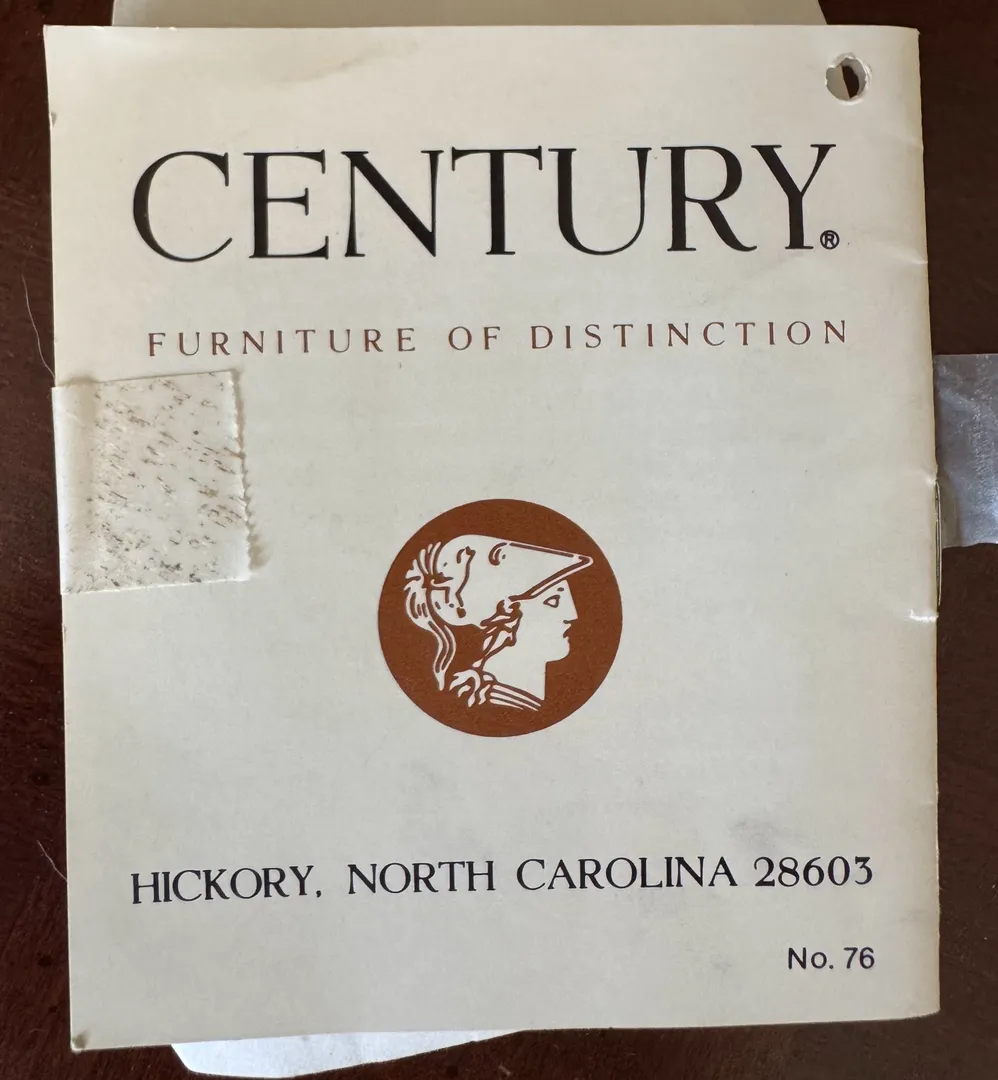 CENTURY®
FURNITURE OF DISTINCTION
HICKORY, NORTH CAROLINA 28603
No. 76